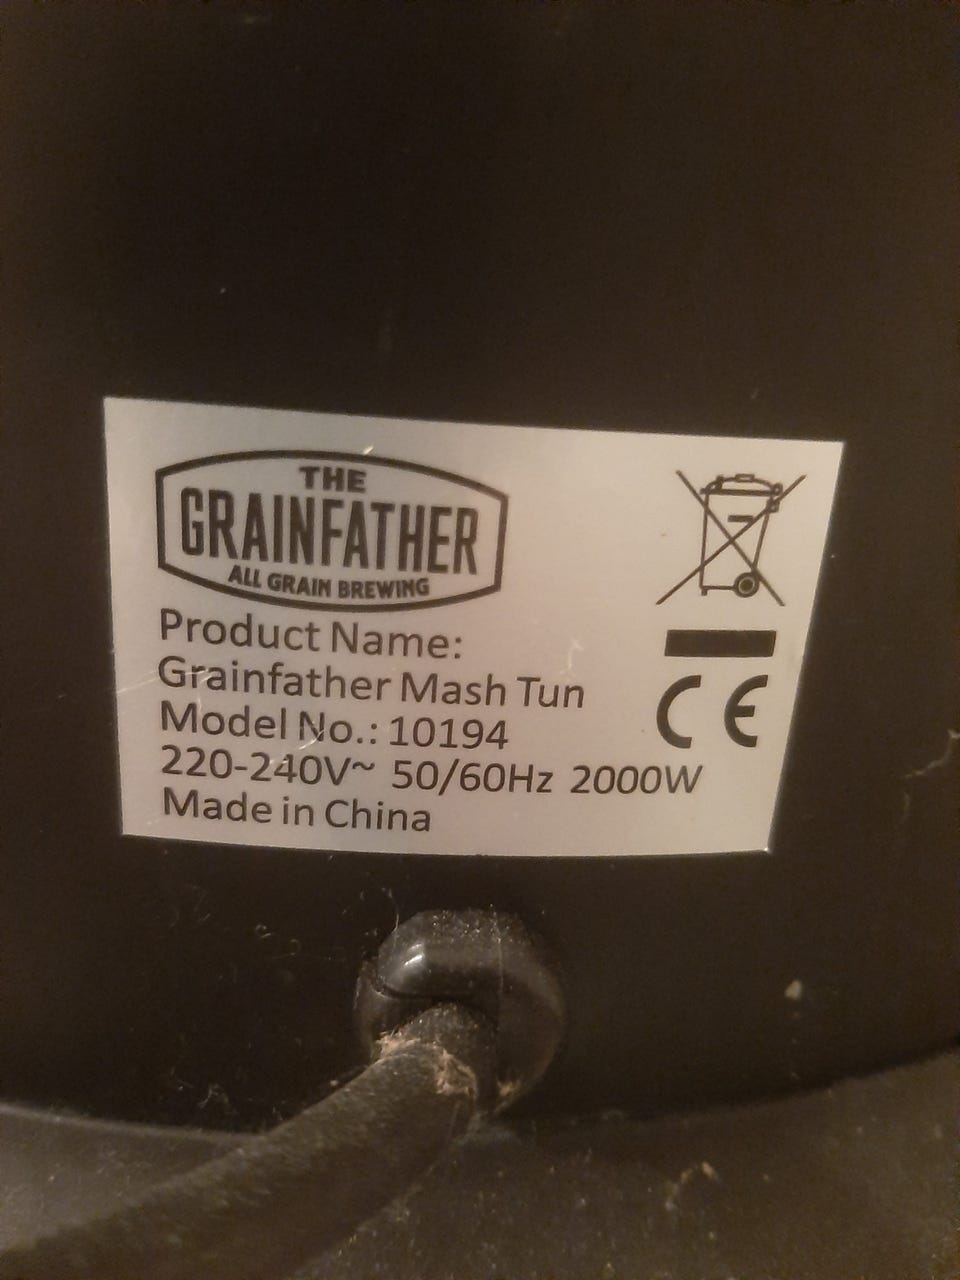 THE
GRAINFATHER
ALL GRAIN BREWING
Product Name:
Grainfather Mash Tun
Model No.: 10194
220-240V~ 50/60Hz 2000W
Made in China
CE